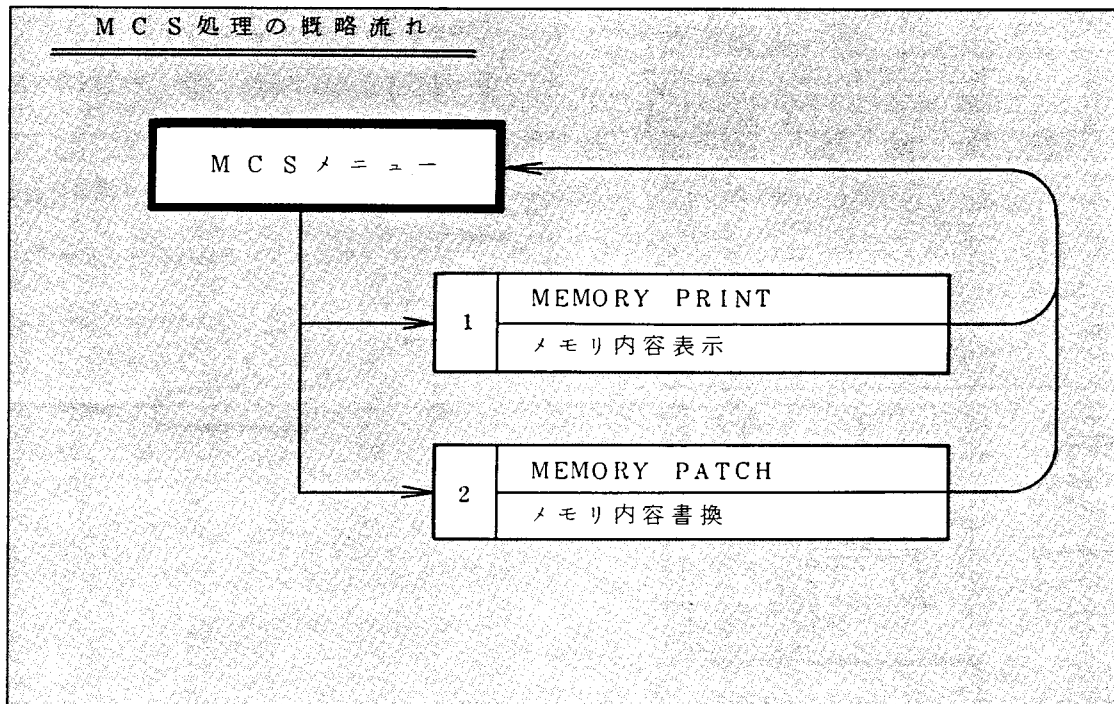 MCS処理の概略流れ
MCSメニュー
1
MEMORY PRINT
メモリ内容表示
2
MEMORY PATCH
メモリ内容書換